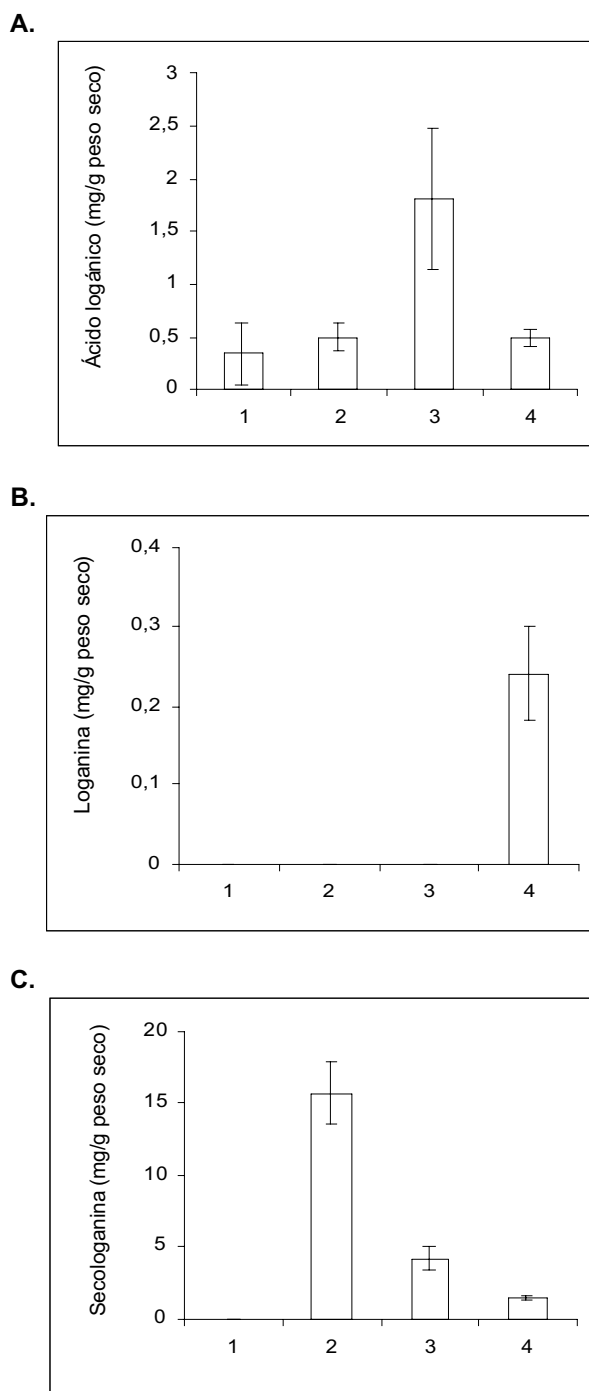 A.
Ácido logánico (mg/g peso seco)
3
2,5
2
1,5
1
0,5
0
1 2 3 4
B.
Loganina (mg/g peso seco)
0,4
0,3
0,2
0,1
0
1 2 3 4
C.
Secologanina (mg/g peso seco)
20
15
10
5
0
1 2 3 4